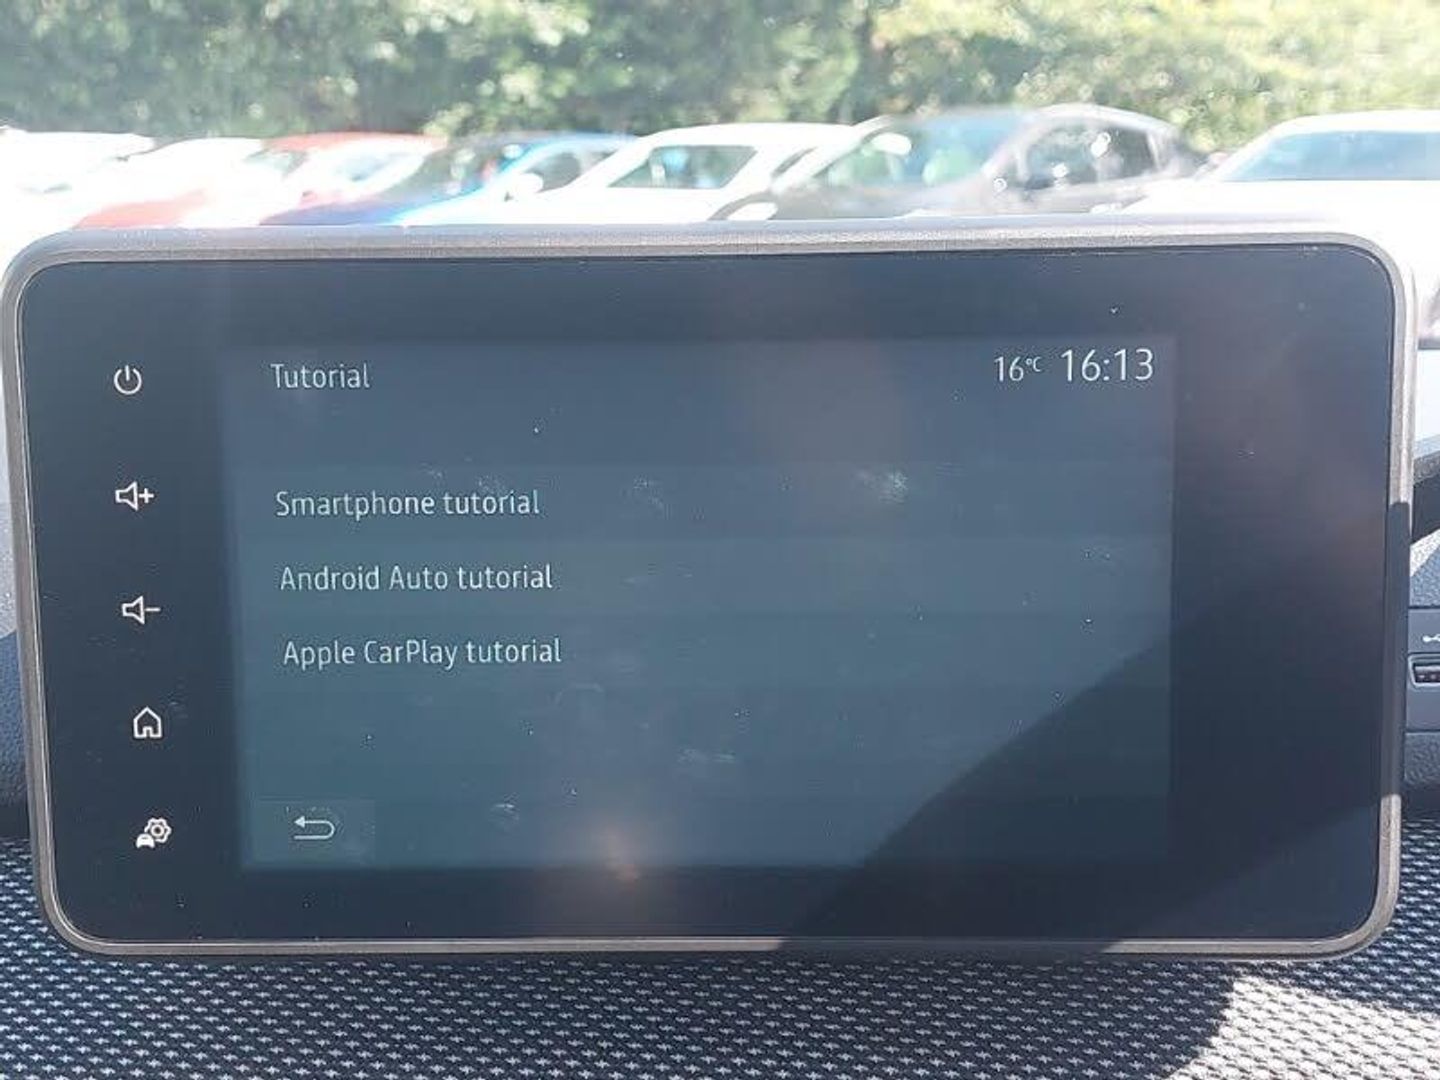 Tutorial
16°C 16:13
Smartphone tutorial
Android Auto tutorial
Apple CarPlay tutorial